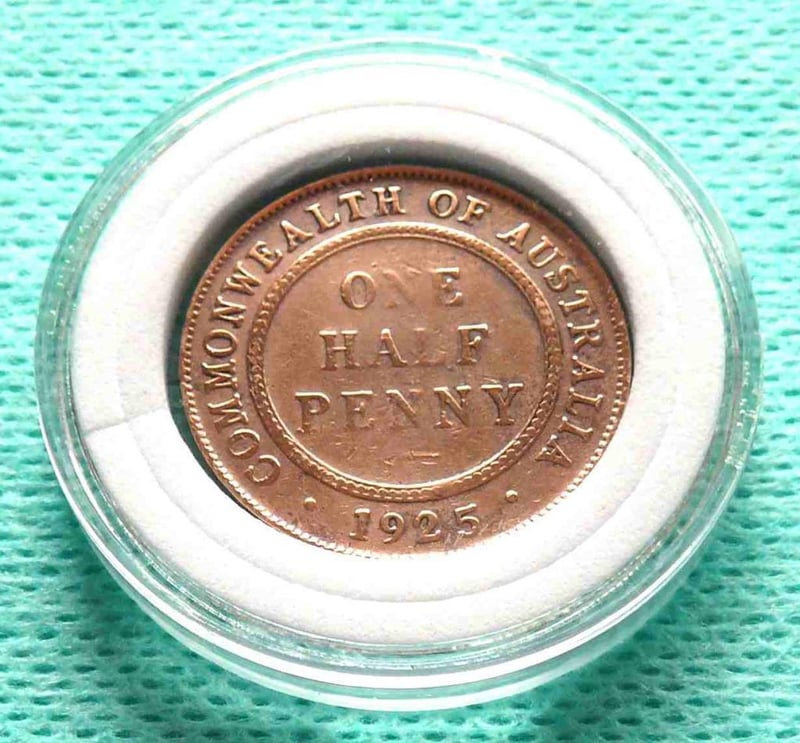 COMMONWEALTH OF AUSTRALIA
ONE
HALF
PENNY
1925